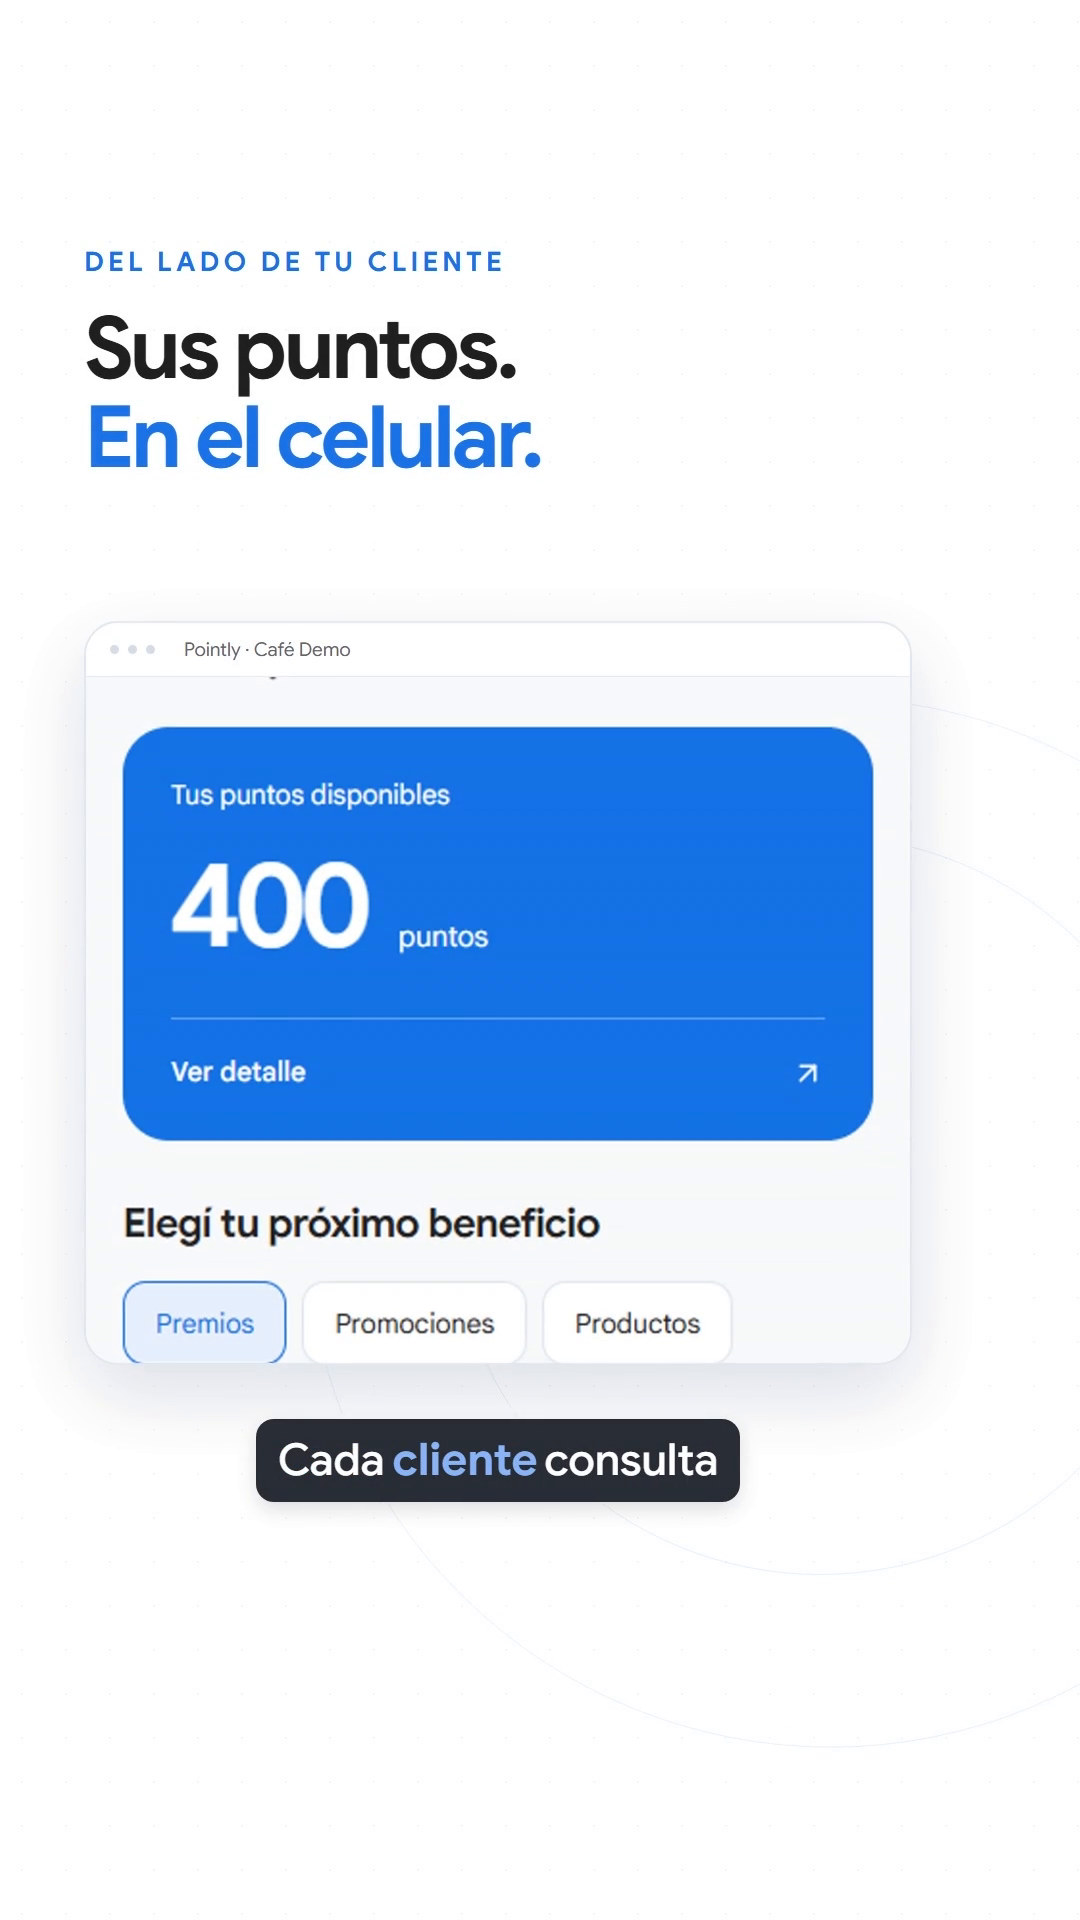 DEL LADO DE TU CLIENTE
Sus puntos.
En el celular.
Pointly · Café Demo
Tus puntos disponibles
400 puntos
Ver detalle
Elegí tu próximo beneficio
Premios
Promociones
Productos
Cada cliente consulta